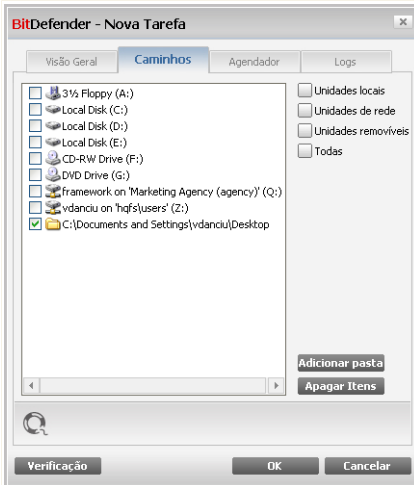 BitDefender - Nova Tarefa
Visão Geral
Caminhos
Agendador
Logs
3½ Floppy (A:)
Local Disk (C:)
Local Disk (D:)
Local Disk (E:)
CD-RW Drive (F:)
DVD Drive (G:)
framework on 'Marketing Agency (agency)' (Q:)
vdanciu on 'hqfs\users' (Z:)
C:\Documents and Settings\vdanciu\Desktop
Unidades locais
Unidades de rede
Unidades removíveis
Todas
Adicionar pasta
Apagar Itens
Verificação
OK
Cancelar